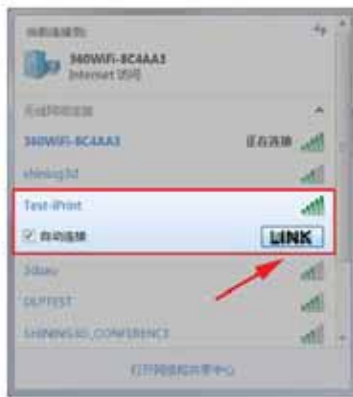 当前连接到:
360WiFi-8C4AA3
Internet 访问
无线网络连接
360WiFi-8C4AA3 正在连接
shining3d
Test-iPrint
自动连接 LINK
DLPTEST
SHINING3D_CONFERENCE
打开网络和共享中心